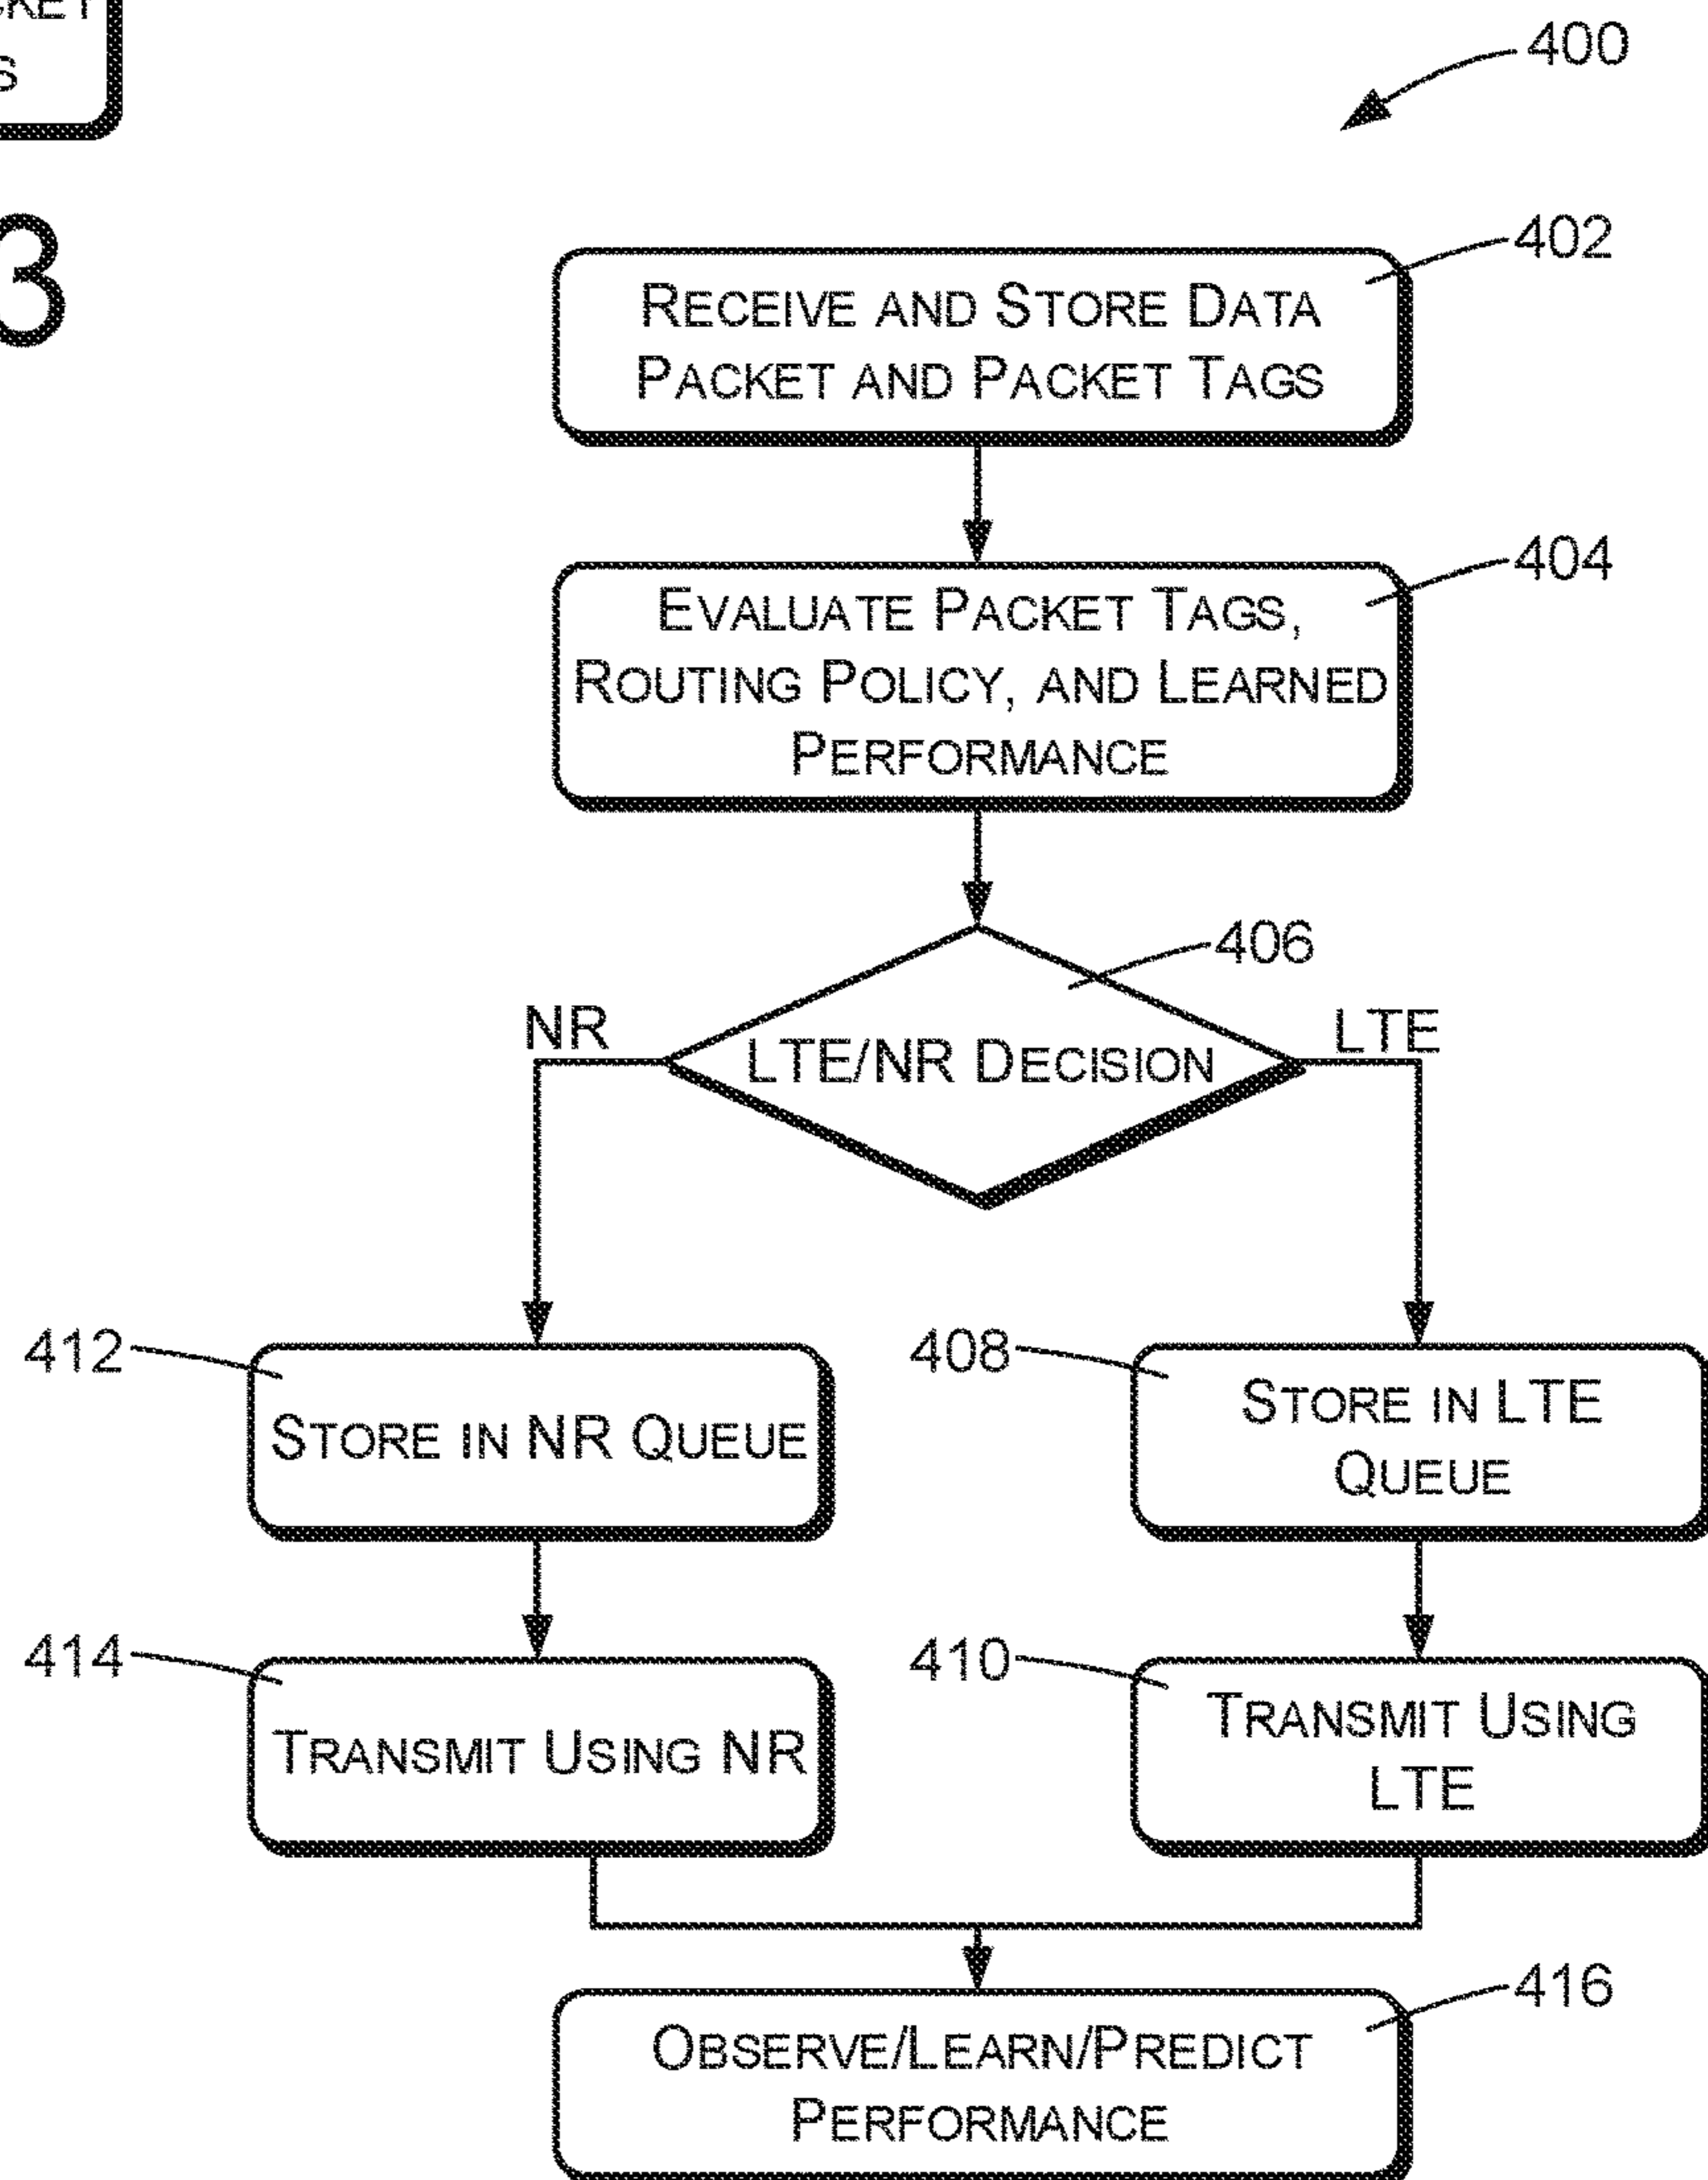 3
400
402
RECEIVE AND STORE DATA
PACKET AND PACKET TAGS
404
EVALUATE PACKET TAGS,
ROUTING POLICY, AND LEARNED
PERFORMANCE
406
NR
LTE/NR DECISION
LTE
412
STORE IN NR QUEUE
408
STORE IN LTE
QUEUE
414
TRANSMIT USING NR
410
TRANSMIT USING
LTE
416
OBSERVE/LEARN/PREDICT
PERFORMANCE